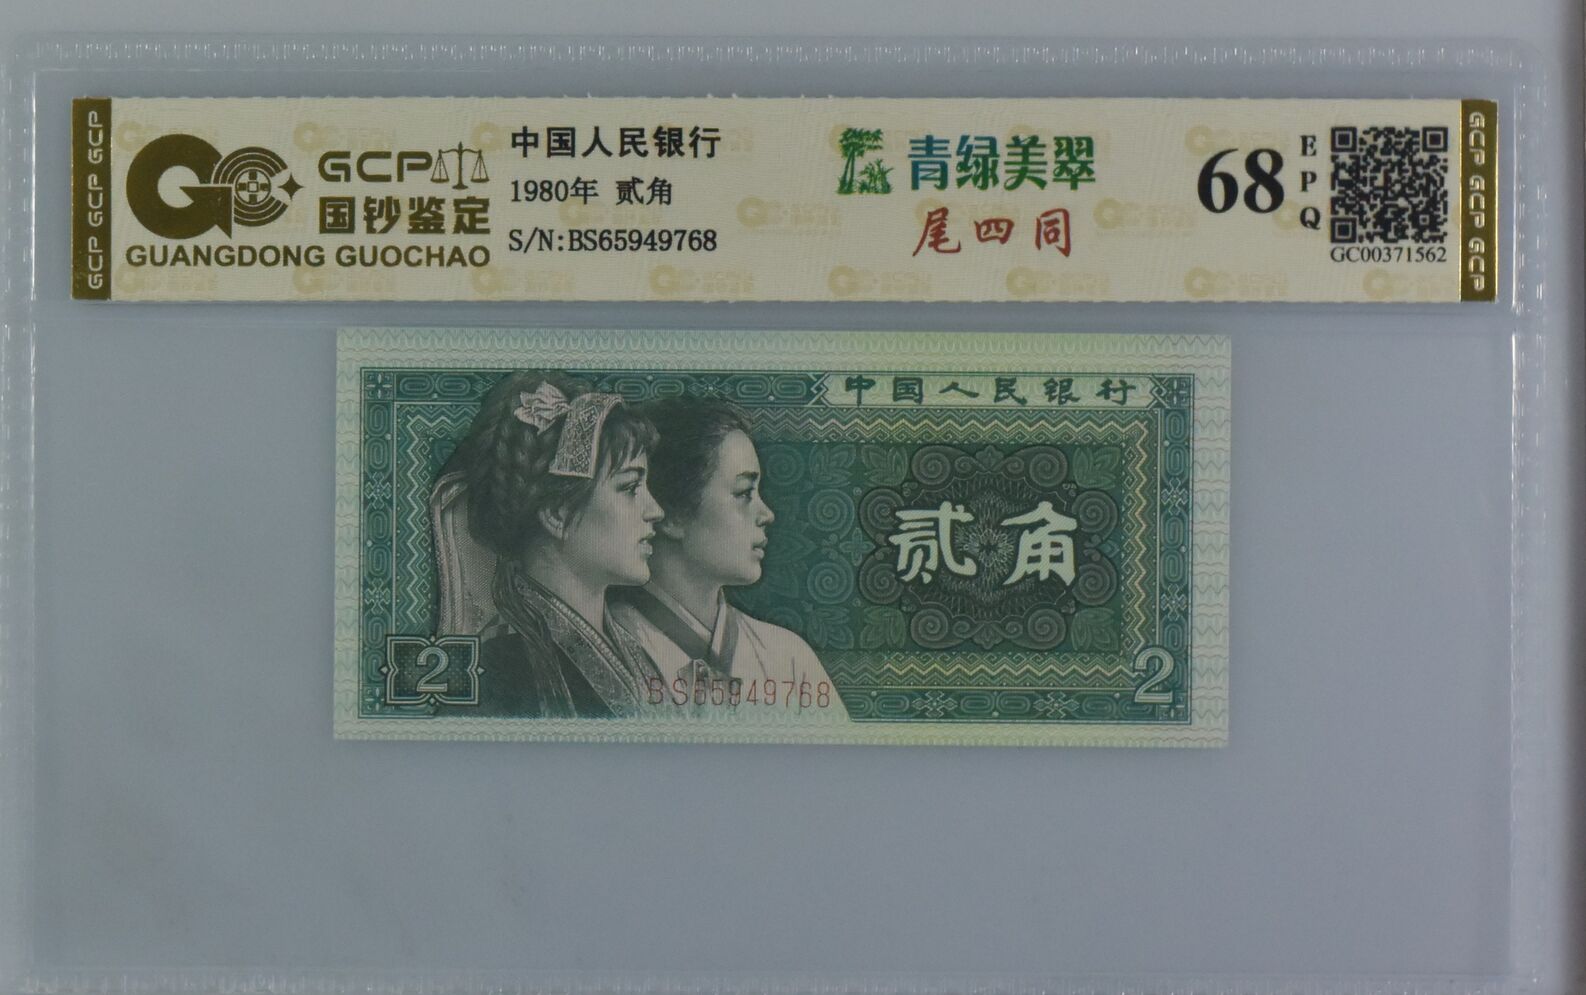 GCP GCP GCP
GCP
国钞鉴定
GUANGDONG GUOCHAO
中国人民银行
1980年 贰角
S/N:BS65949768
青绿美翠
尾四同
68
EPQ
GC00371562
GCP GCP GCP
中国人民银行
贰角
2
BS65949768
2